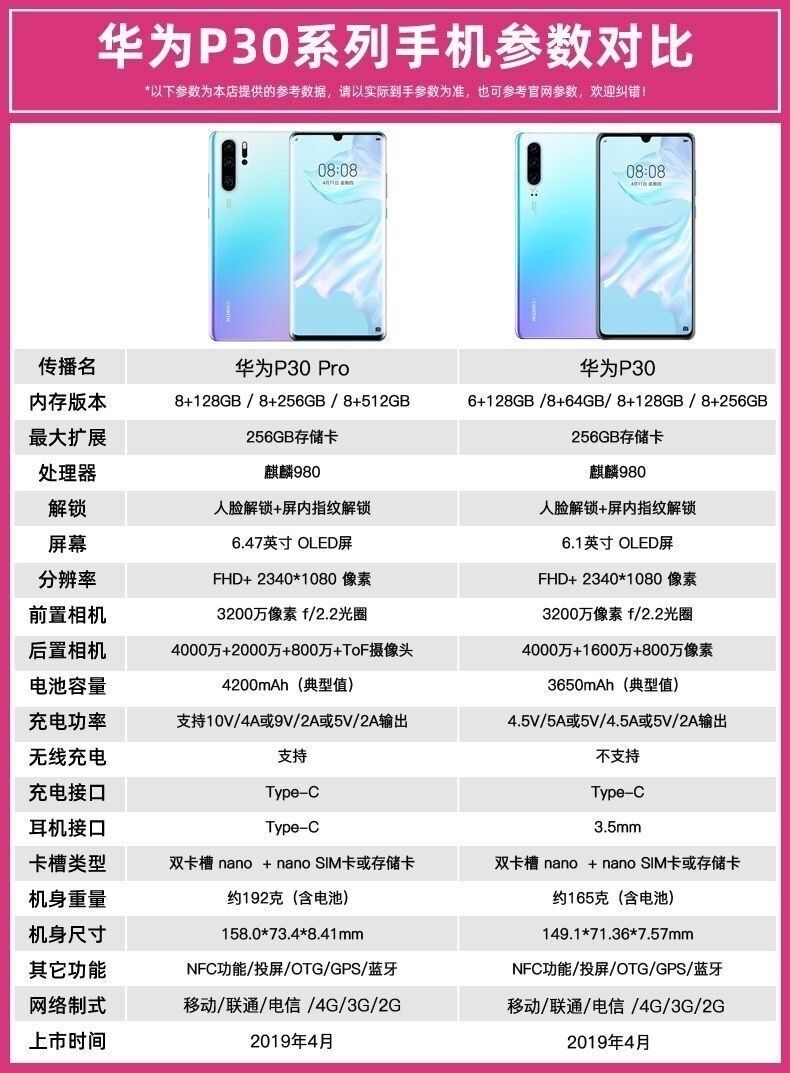 华为P30系列手机参数对比
*以下参数为本店提供的参考数据，请以实际到手参数为准，也可参考官网参数，欢迎纠错！
08:08
4月11日 星期四
HUAWEI
08:08
4月11日 星期四
HUAWEI
传播名 华为P30 Pro 华为P30
内存版本 8+128GB / 8+256GB / 8+512GB 6+128GB /8+64GB/ 8+128GB / 8+256GB
最大扩展 256GB存储卡 256GB存储卡
处理器 麒麟980 麒麟980
解锁 人脸解锁+屏内指纹解锁 人脸解锁+屏内指纹解锁
屏幕 6.47英寸 OLED屏 6.1英寸 OLED屏
分辨率 FHD+ 2340*1080 像素 FHD+ 2340*1080 像素
前置相机 3200万像素 f/2.2光圈 3200万像素 f/2.2光圈
后置相机 4000万+2000万+800万+ToF摄像头 4000万+1600万+800万像素
电池容量 4200mAh（典型值） 3650mAh（典型值）
充电功率 支持10V/4A或9V/2A或5V/2A输出 4.5V/5A或5V/4.5A或5V/2A输出
无线充电 支持 不支持
充电接口 Type-C Type-C
耳机接口 Type-C 3.5mm
卡槽类型 双卡槽 nano + nano SIM卡或存储卡 双卡槽 nano + nano SIM卡或存储卡
机身重量 约192克（含电池） 约165克（含电池）
机身尺寸 158.0*73.4*8.41mm 149.1*71.36*7.57mm
其它功能 NFC功能/投屏/OTG/GPS/蓝牙 NFC功能/投屏/OTG/GPS/蓝牙
网络制式 移动/联通/电信 /4G/3G/2G 移动/联通/电信 /4G/3G/2G
上市时间 2019年4月 2019年4月